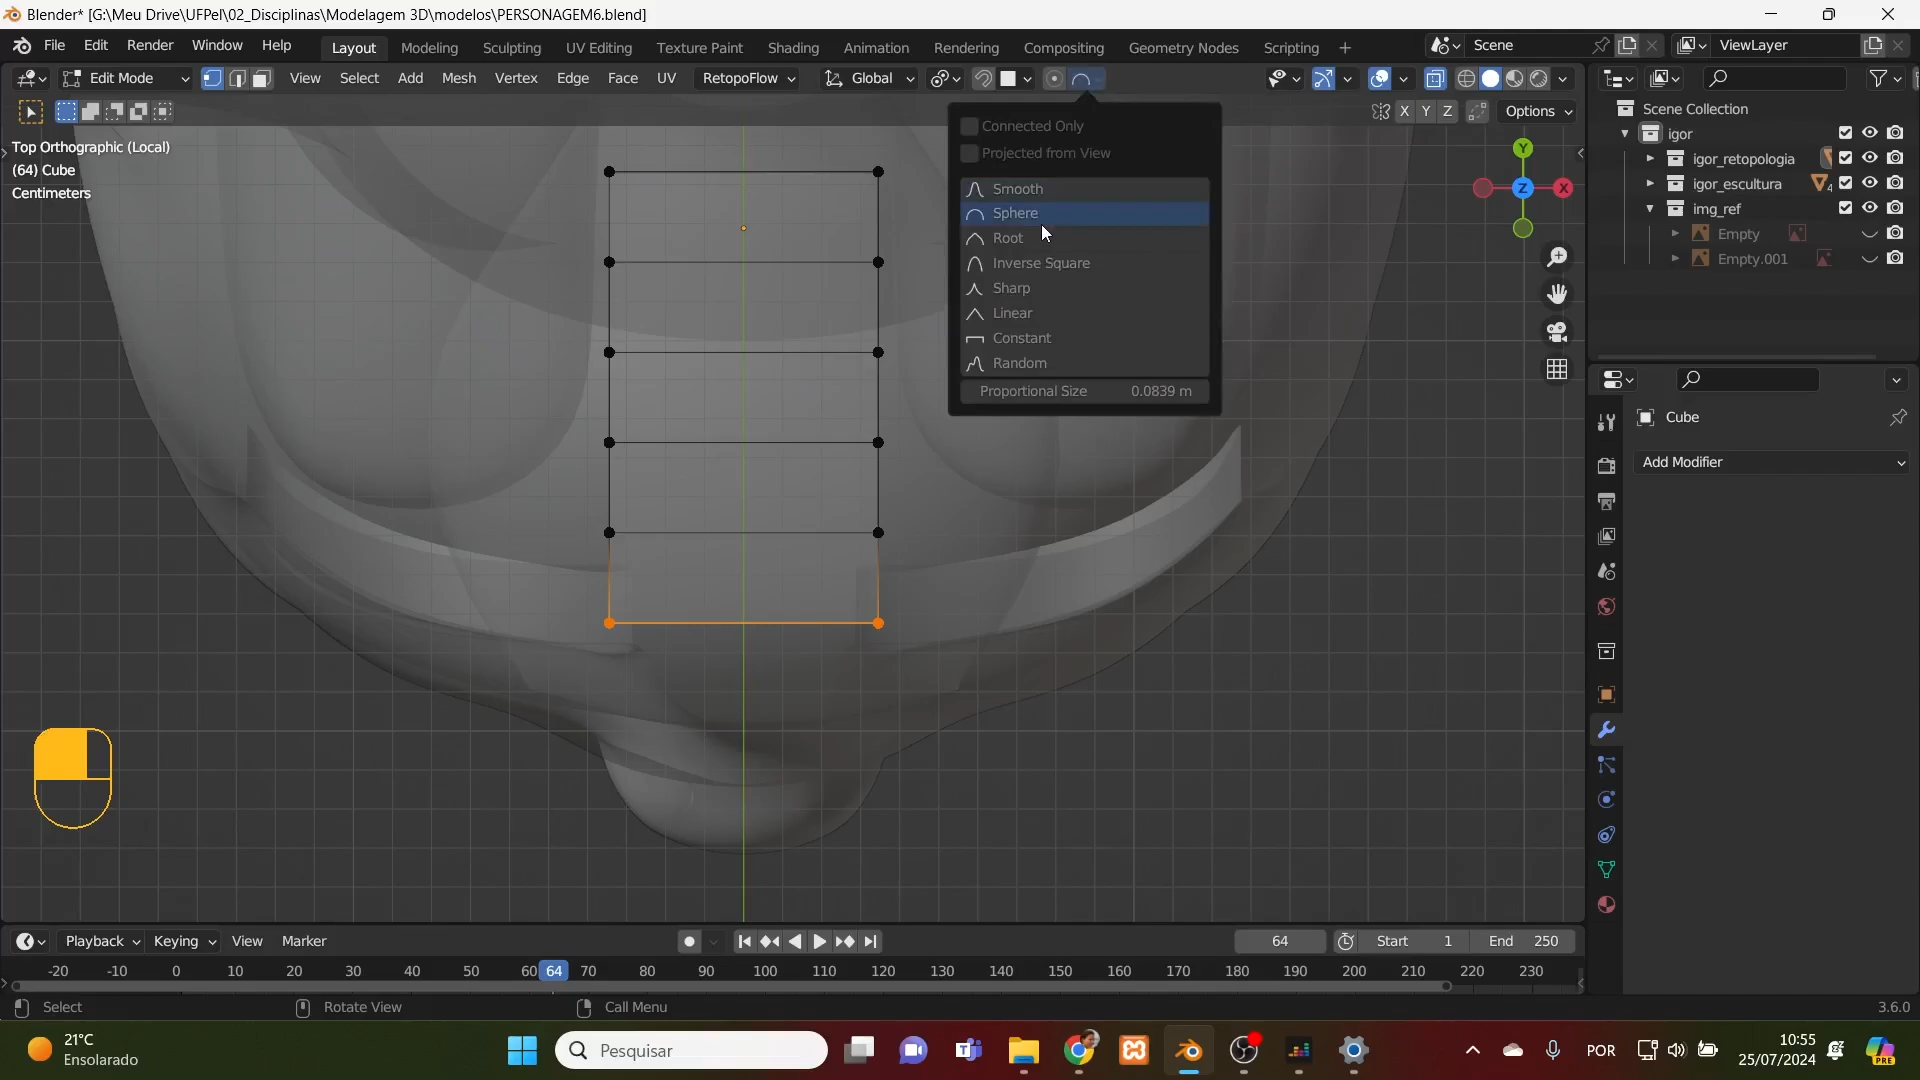 Blender* [G:\Meu Drive\UFPel\02_Disciplinas\Modelagem 3D\modelos\PERSONAGEM6.blend]
File Edit Render Window Help Layout Modeling Sculpting UV Editing Texture Paint Shading Animation Rendering Compositing Geometry Nodes Scripting + Scene ViewLayer
Edit Mode View Select Add Mesh Vertex Edge Face UV RetopoFlow Global
X Y Z Options
Top Orthographic (Local)
(64) Cube
Centimeters
Connected Only
Projected from View
Smooth
Sphere
Root
Inverse Square
Sharp
Linear
Constant
Random
Proportional Size 0.0839 m
Y
Z
X
Scene Collection
igor
igor_retopologia
igor_escultura 4
img_ref
Empty
Empty.001
Cube
Add Modifier
Playback Keying View Marker 64 Start 1 End 250
-20 -10 0 10 20 30 40 50 60 64 70 80 90 100 110 120 130 140 150 160 170 180 190 200 210 220 230
Select Rotate View Call Menu 3.6.0
21°C
Ensolarado
Pesquisar
POR
10:55
25/07/2024
PRE